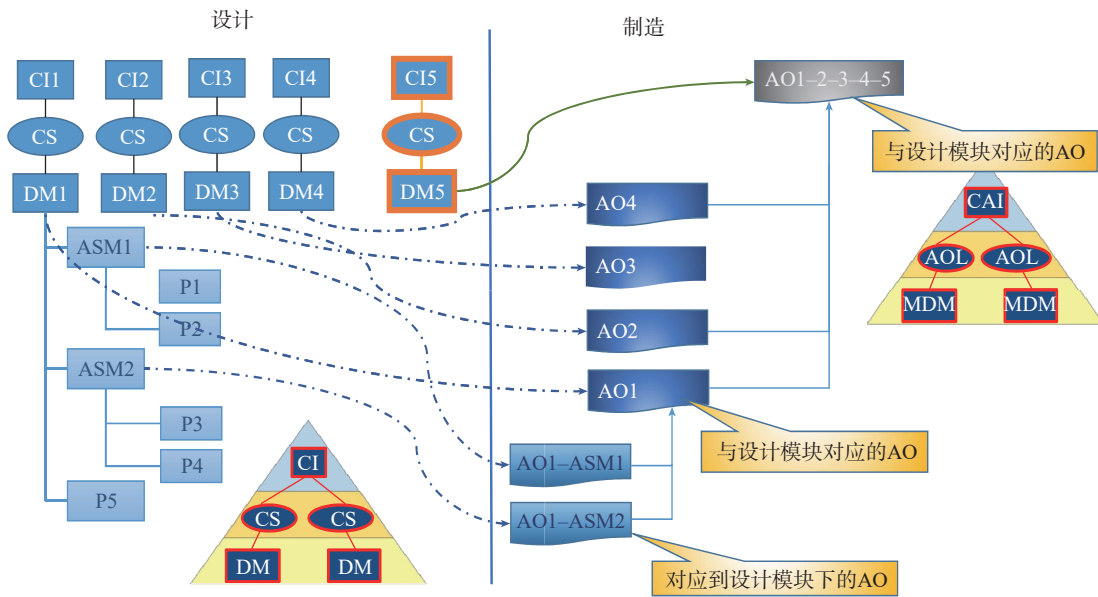 设计
制造
CI1
CI2
CI3
CI4
CI5
CS
CS
CS
CS
CS
DM1
DM2
DM3
DM4
DM5
ASM1
P1
P2
ASM2
P3
P4
P5
CI
CS
CS
DM
DM
AO1–2–3–4–5
与设计模块对应的AO
AO4
AO3
AO2
AO1
与设计模块对应的AO
AO1–ASM1
AO1–ASM2
对应到设计模块下的AO
CAI
AOL
AOL
MDM
MDM